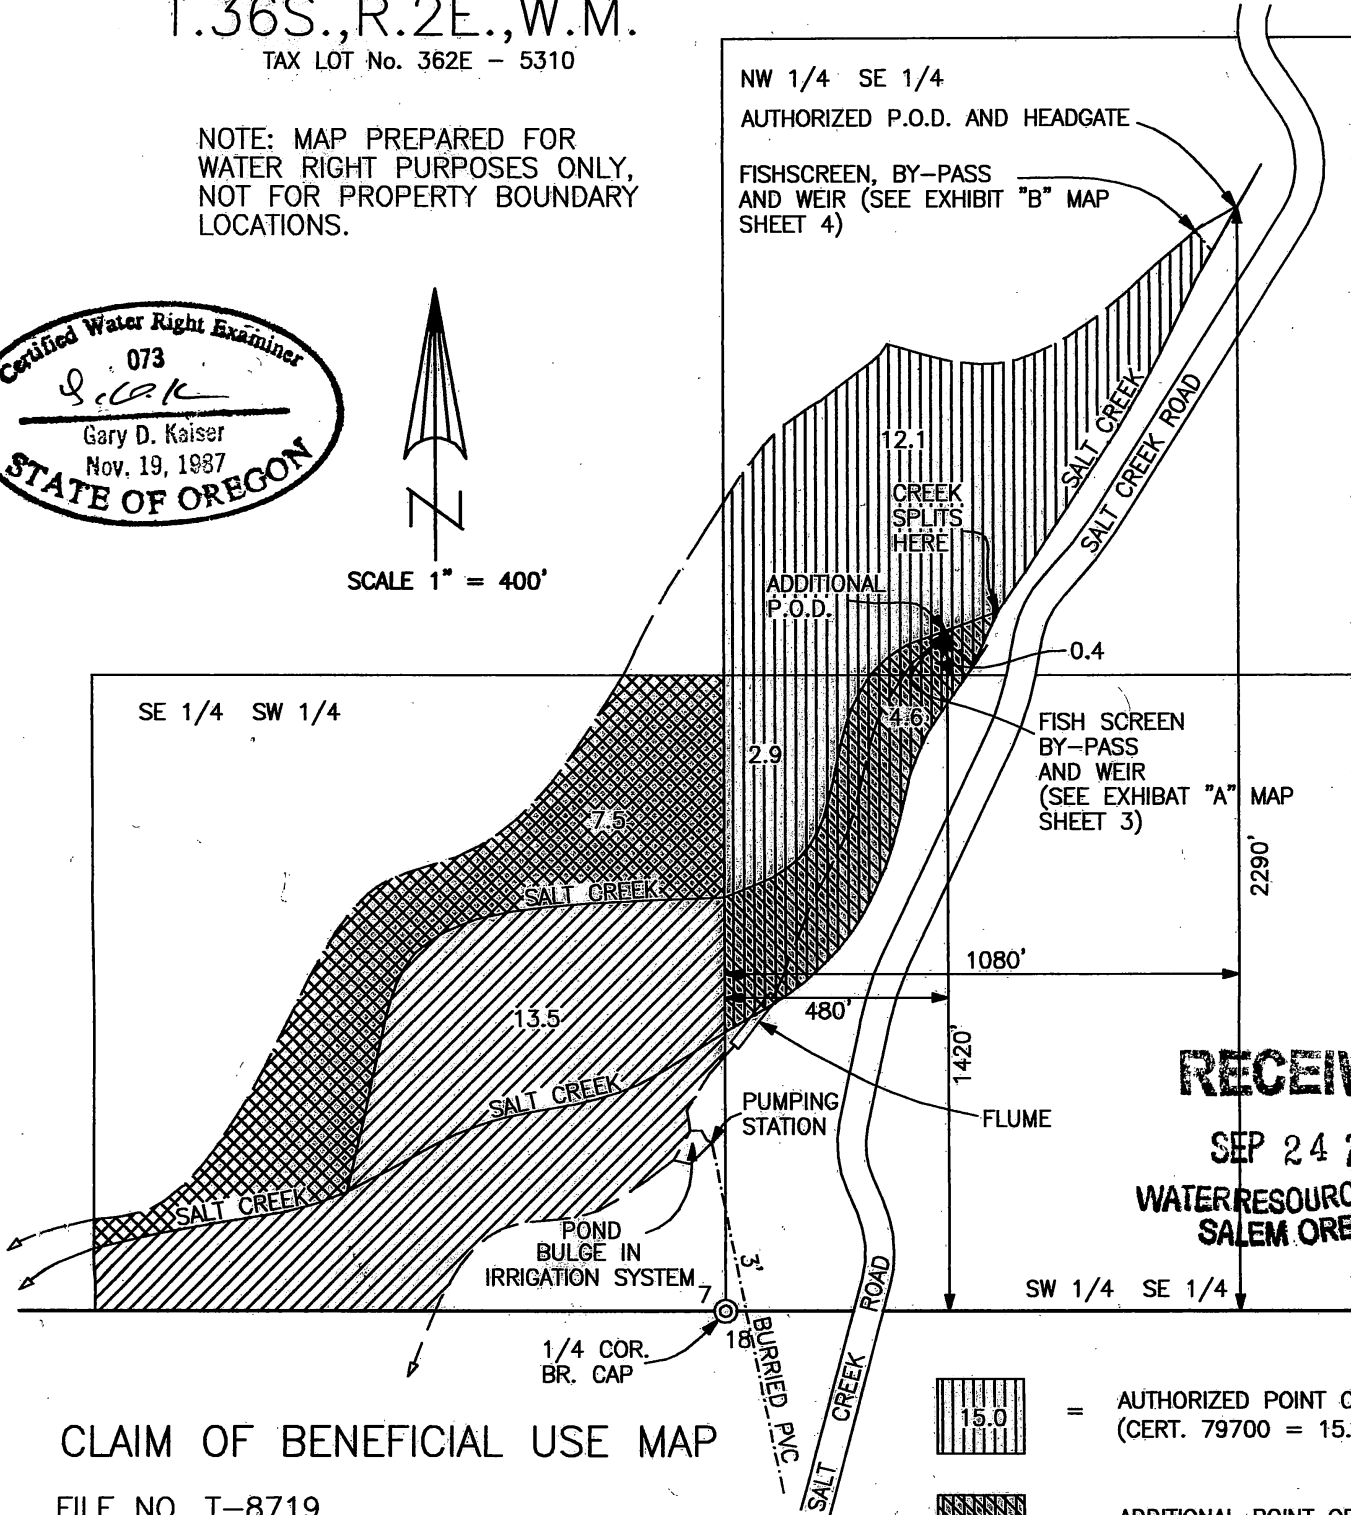 T.36S.,R.2E.,W.M.
TAX LOT No. 362E - 5310
NOTE: MAP PREPARED FOR
WATER RIGHT PURPOSES ONLY,
NOT FOR PROPERTY BOUNDARY
LOCATIONS.
Certified Water Right Examiner
073
Gary D. Kaiser
Nov. 19, 1987
STATE OF OREGON
N
SCALE 1" = 400'
NW 1/4 SE 1/4
AUTHORIZED P.O.D. AND HEADGATE
FISHSCREEN, BY-PASS
AND WEIR (SEE EXHIBIT "B" MAP
SHEET 4)
12.1
CREEK
SPLITS
HERE
SALT CREEK
SALT CREEK ROAD
ADDITIONAL
P.O.D.
0.4
SE 1/4 SW 1/4
4.6
2.9
7.5
FISH SCREEN
BY-PASS
AND WEIR
(SEE EXHIBAT "A" MAP
SHEET 3)
2290'
SALT CREEK
1080'
480'
13.5
1420'
SALT CREEK
PUMPING
STATION
FLUME
RECEIV
SEP 24
WATER RESOURC
SALEM ORE
SALT CREEK
POND
BULGE IN
IRRIGATION SYSTEM
3'
BURRIED PVC
7
18
SW 1/4 SE 1/4
1/4 COR.
BR. CAP
SALT CREEK ROAD
15.0
=
AUTHORIZED POINT O
(CERT. 79700 = 15.
CLAIM OF BENEFICIAL USE MAP
FILE NO. T-8719
ADDITIONAL POINT OF